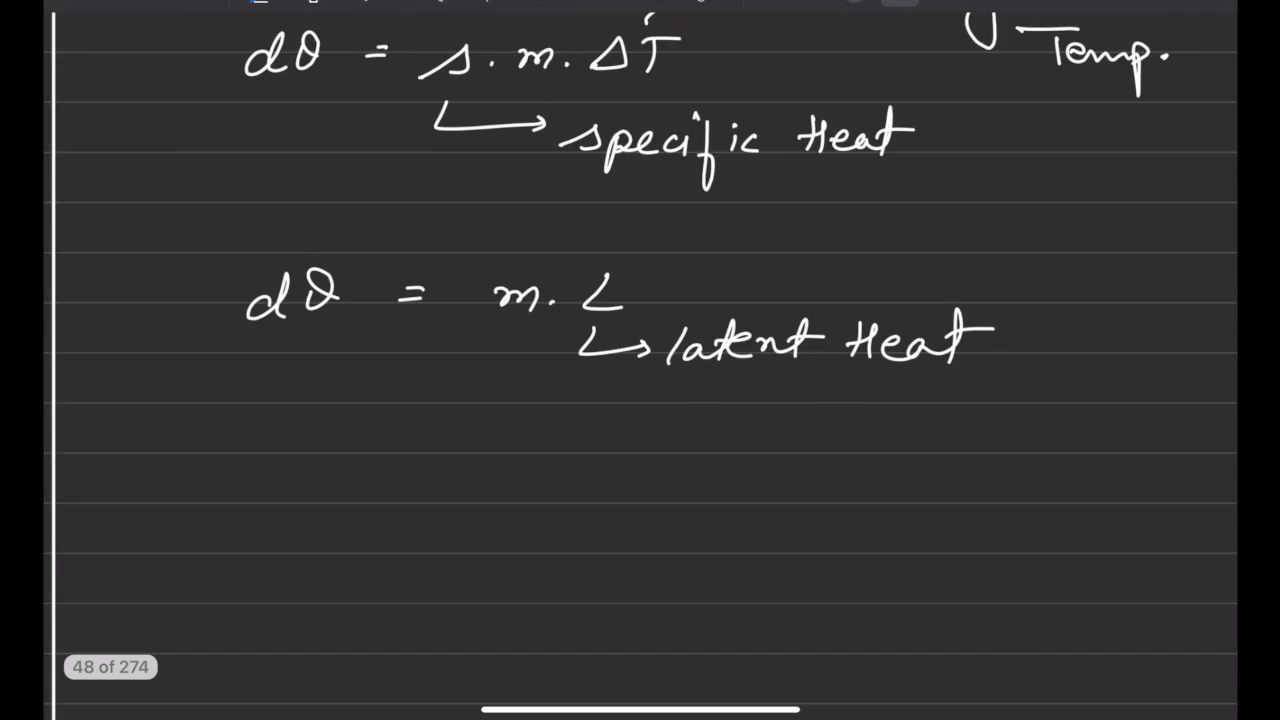 dQ = s. m. ΔT
Temp.
specific Heat
dQ = m. L
latent Heat
48 of 274